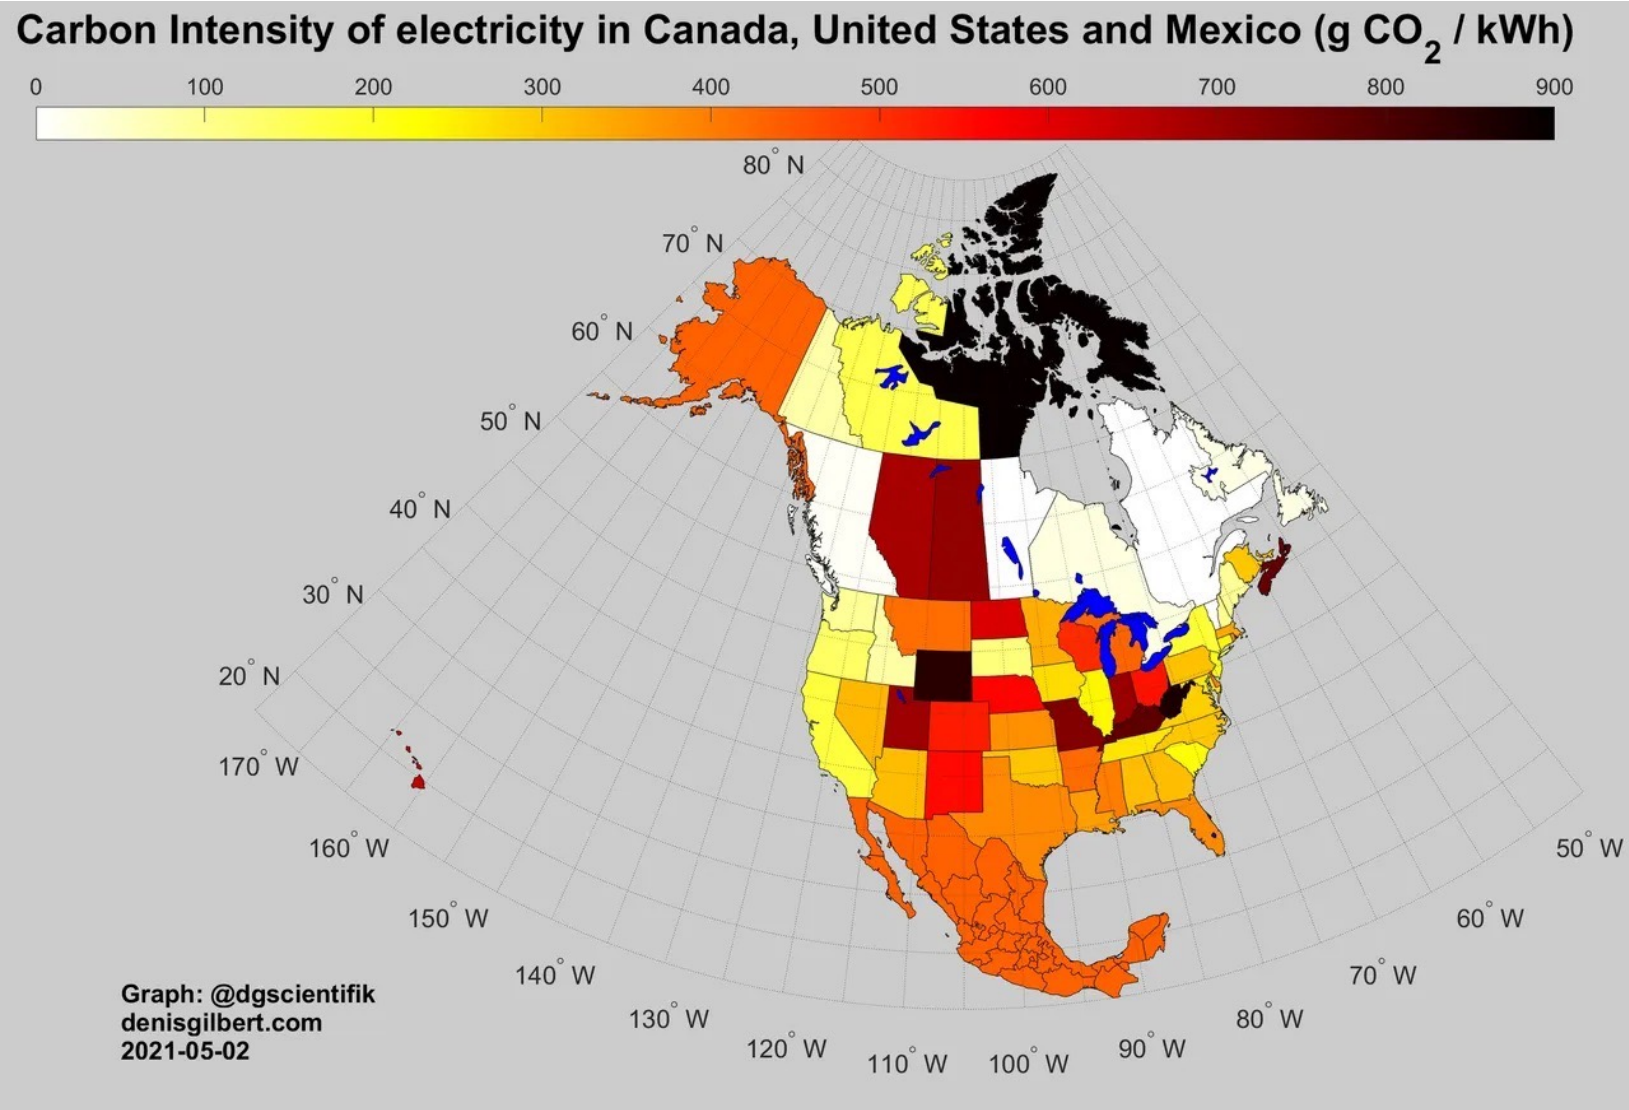 Carbon Intensity of electricity in Canada, United States and Mexico (g CO₂ / kWh)
0 100 200 300 400 500 600 700 800 900
80° N
70° N
60° N
50° N
40° N
30° N
20° N
170° W
160° W
150° W
140° W
130° W
120° W
110° W
100° W
90° W
80° W
70° W
60° W
50° W
Graph: @dgscientifik
denisgilbert.com
2021-05-02